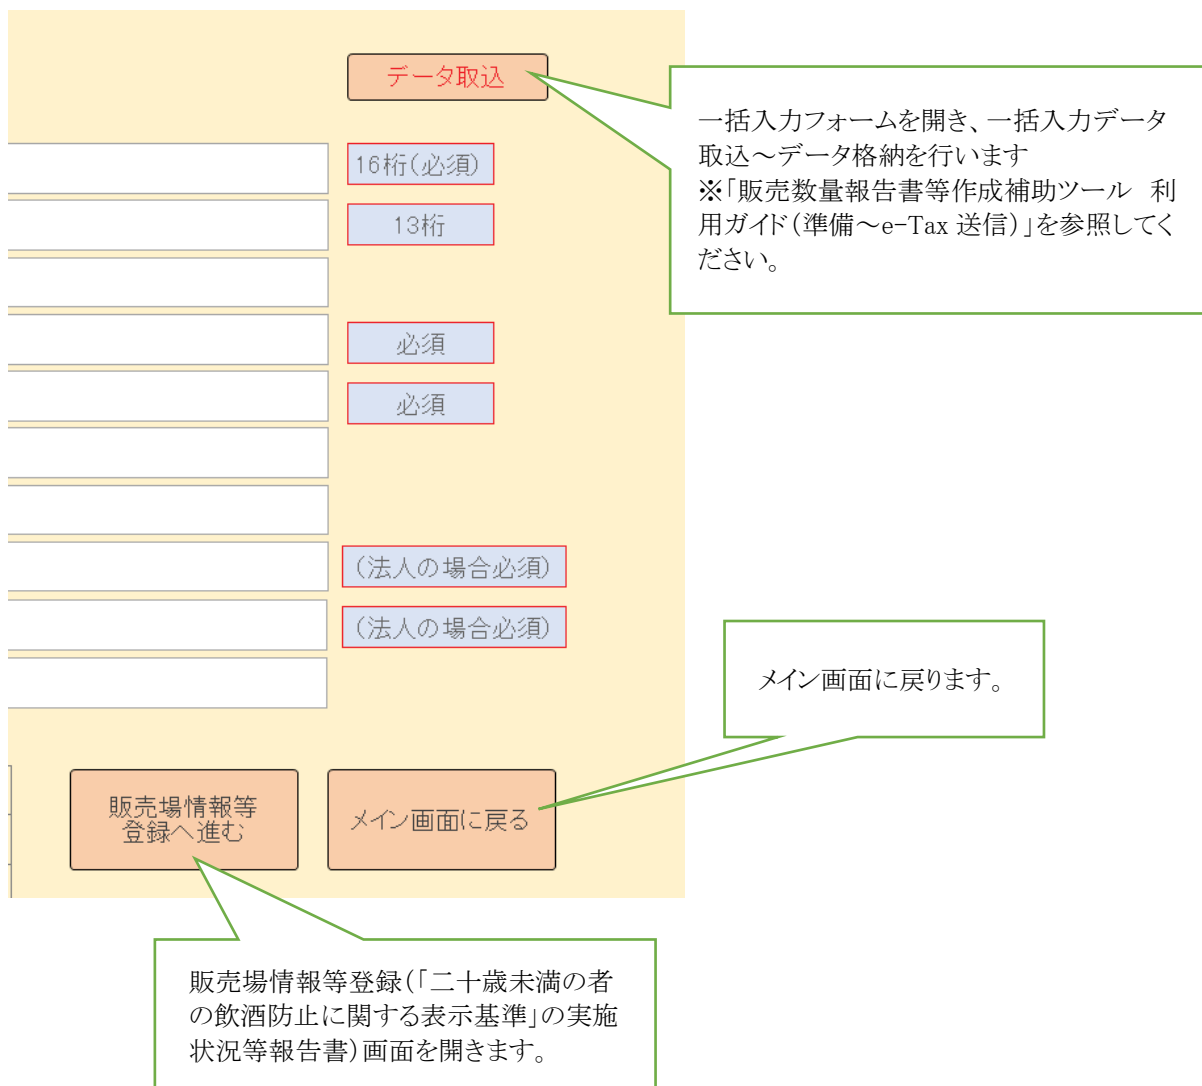 データ取込
一括入力フォームを開き、一括入力データ
取込～データ格納を行います
※「販売数量報告書等作成補助ツール　利
用ガイド(準備～e-Tax 送信)」を参照してく
ださい。
16桁(必須)
13桁
必須
必須
(法人の場合必須)
(法人の場合必須)
メイン画面に戻ります。
販売場情報等
登録へ進む
メイン画面に戻る
販売場情報等登録(「二十歳未満の者
の飲酒防止に関する表示基準」の実施
状況等報告書)画面を開きます。